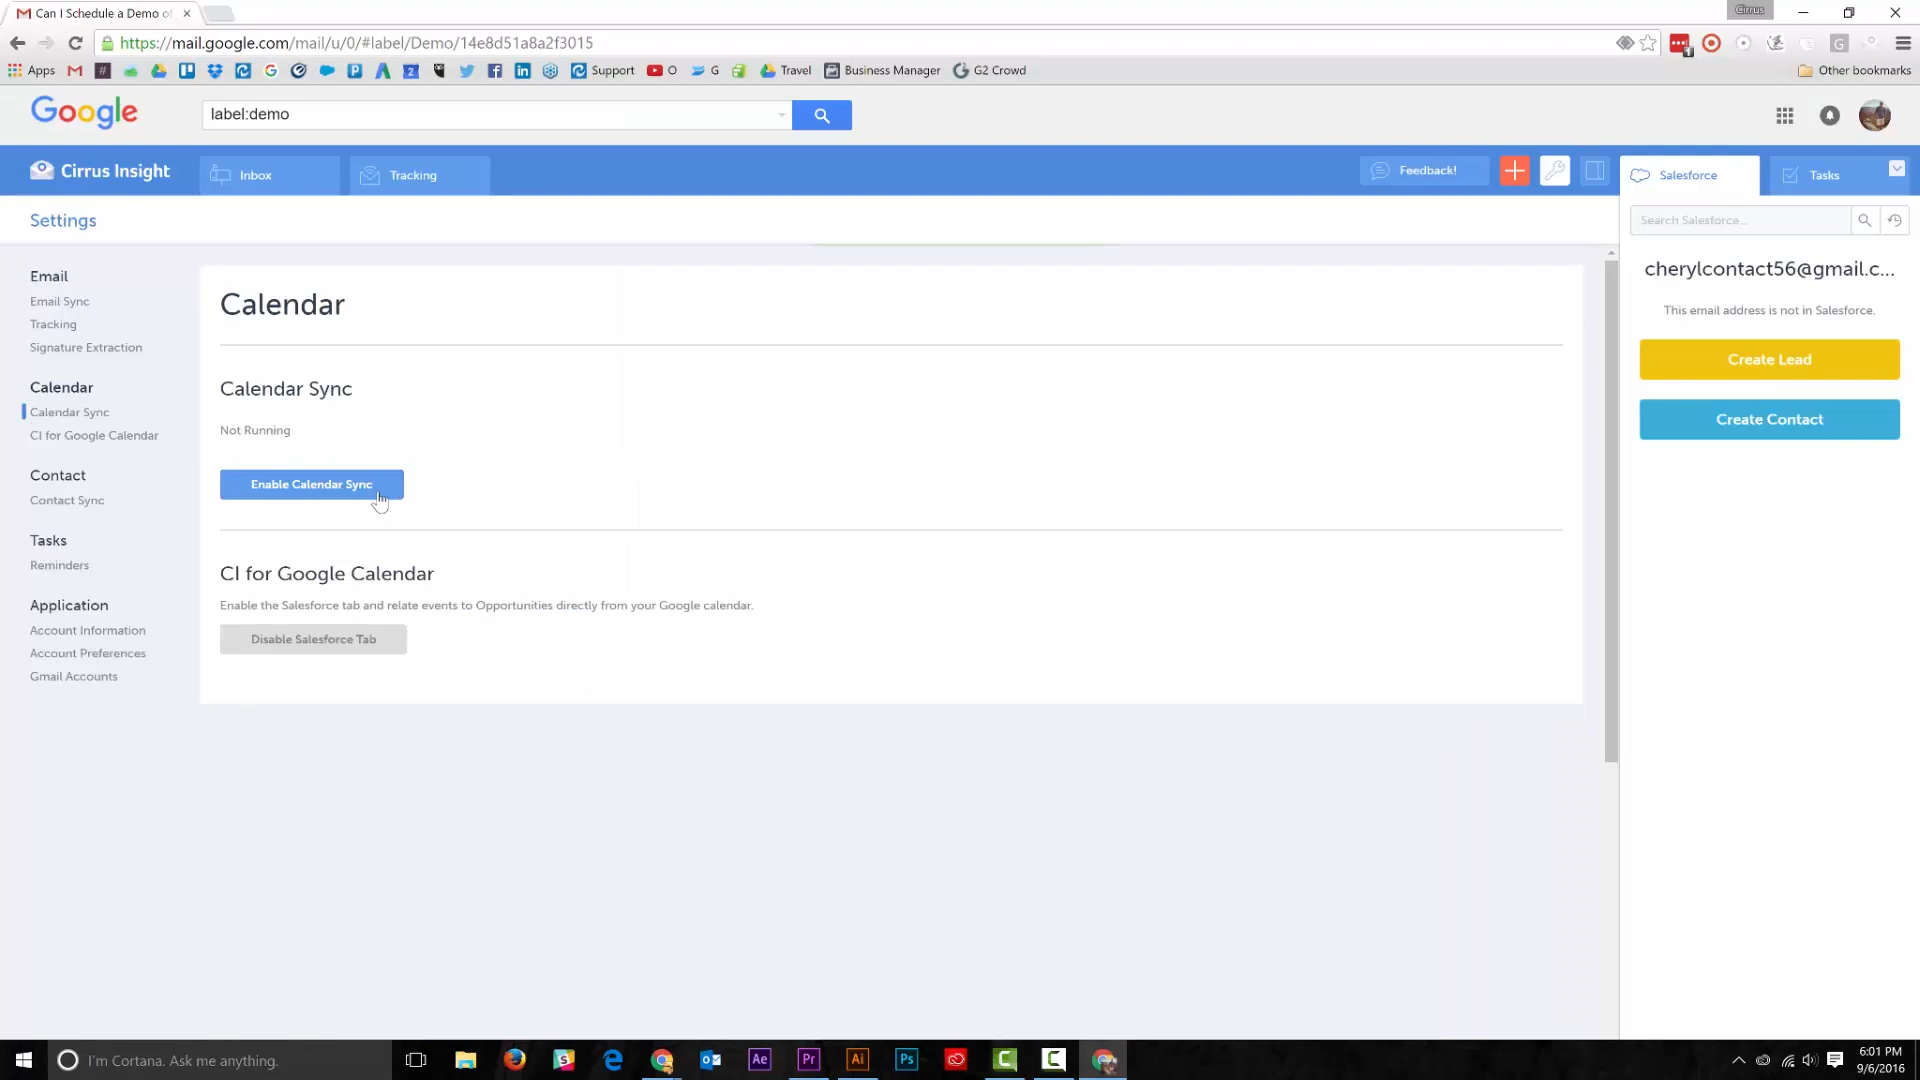 Can I Schedule a Demo o
Cirrus
https://mail.google.com/mail/u/0/#label/Demo/14e8d51a8a2f3015
Apps
Support
O
G
Travel
Business Manager
G2 Crowd
Other bookmarks
Google
label:demo
Cirrus Insight
Inbox
Tracking
Feedback!
Salesforce
Tasks
Settings
Search Salesforce...
Email
Email Sync
Tracking
Signature Extraction
Calendar
Calendar Sync
CI for Google Calendar
Contact
Contact Sync
Tasks
Reminders
Application
Account Information
Account Preferences
Gmail Accounts
Calendar
Calendar Sync
Not Running
Enable Calendar Sync
CI for Google Calendar
Enable the Salesforce tab and relate events to Opportunities directly from your Google calendar.
Disable Salesforce Tab
cherylcontact56@gmail.c...
This email address is not in Salesforce.
Create Lead
Create Contact
I'm Cortana. Ask me anything.
Ae
Pr
Ai
Ps
6:01 PM
9/6/2016